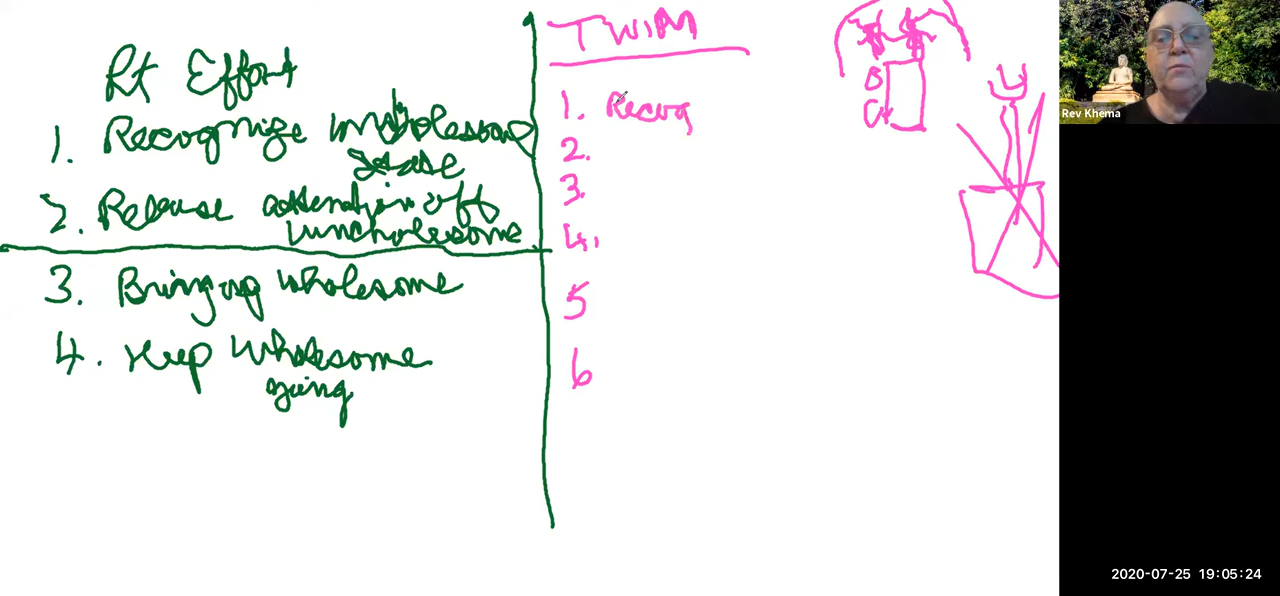 Rt Effort
1. Recognize unwholesome
state
2. Release attention off
unwholesome
3. Bring up wholesome
4. Keep wholesome
going
TWIM
1. Recog
2.
3.
4.
5
6
B
Rev Khema
2020-07-25 19:05:24